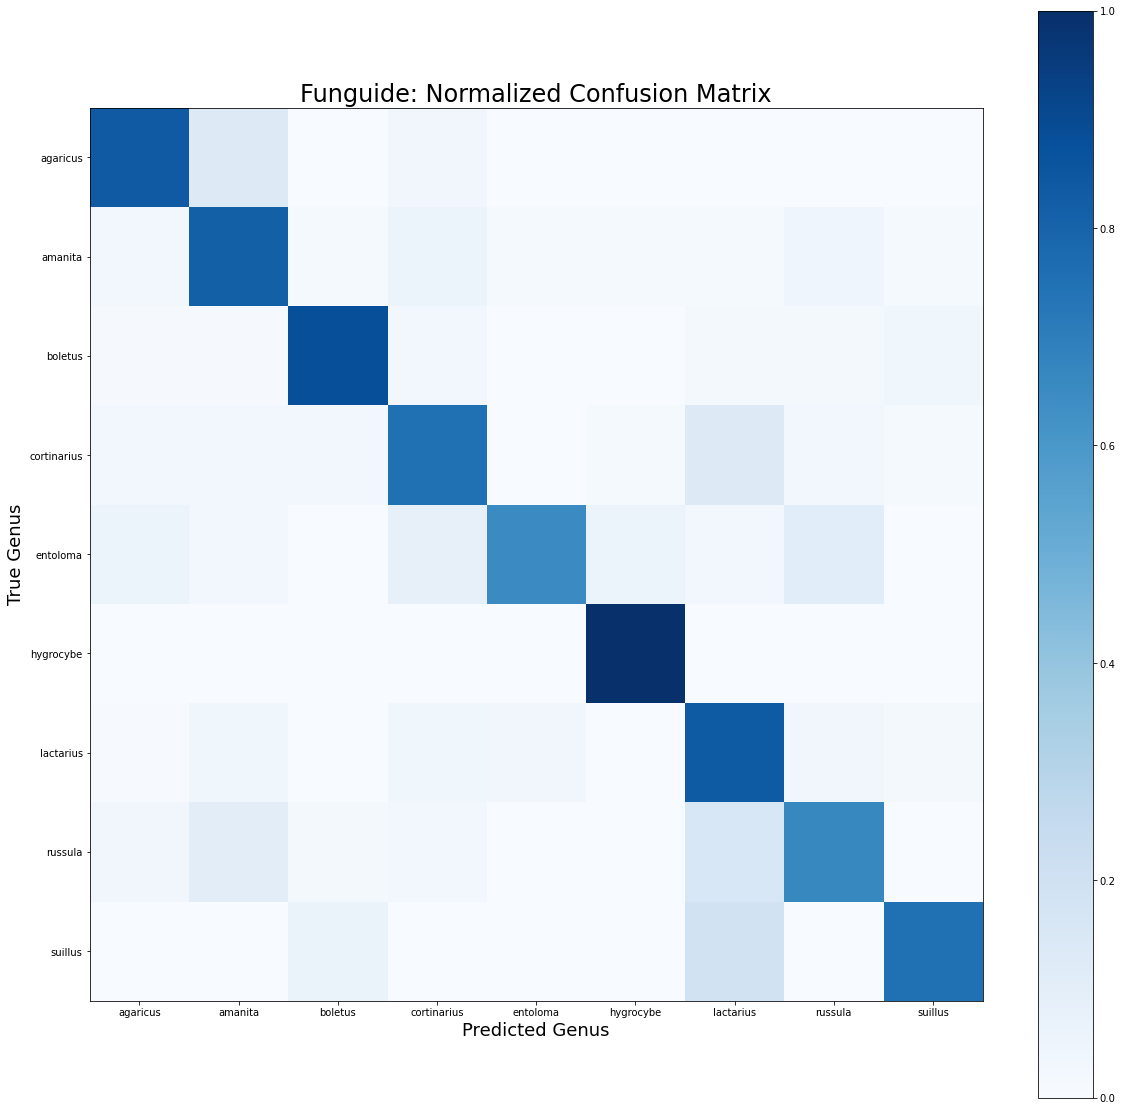 Funguide: Normalized Confusion Matrix
1.0
0.8
0.6
0.4
0.2
0.0
True Genus
agaricus
amanita
boletus
cortinarius
entoloma
hygrocybe
lactarius
russula
suillus
agaricus amanita boletus cortinarius entoloma hygrocybe lactarius russula suillus
Predicted Genus